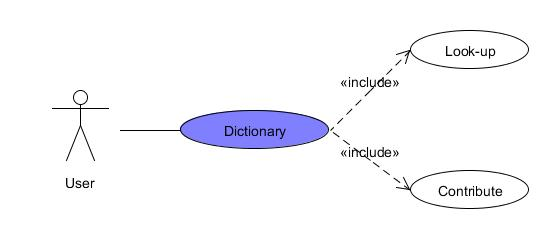 Look-up
«include»
Dictionary
«include»
User
Contribute